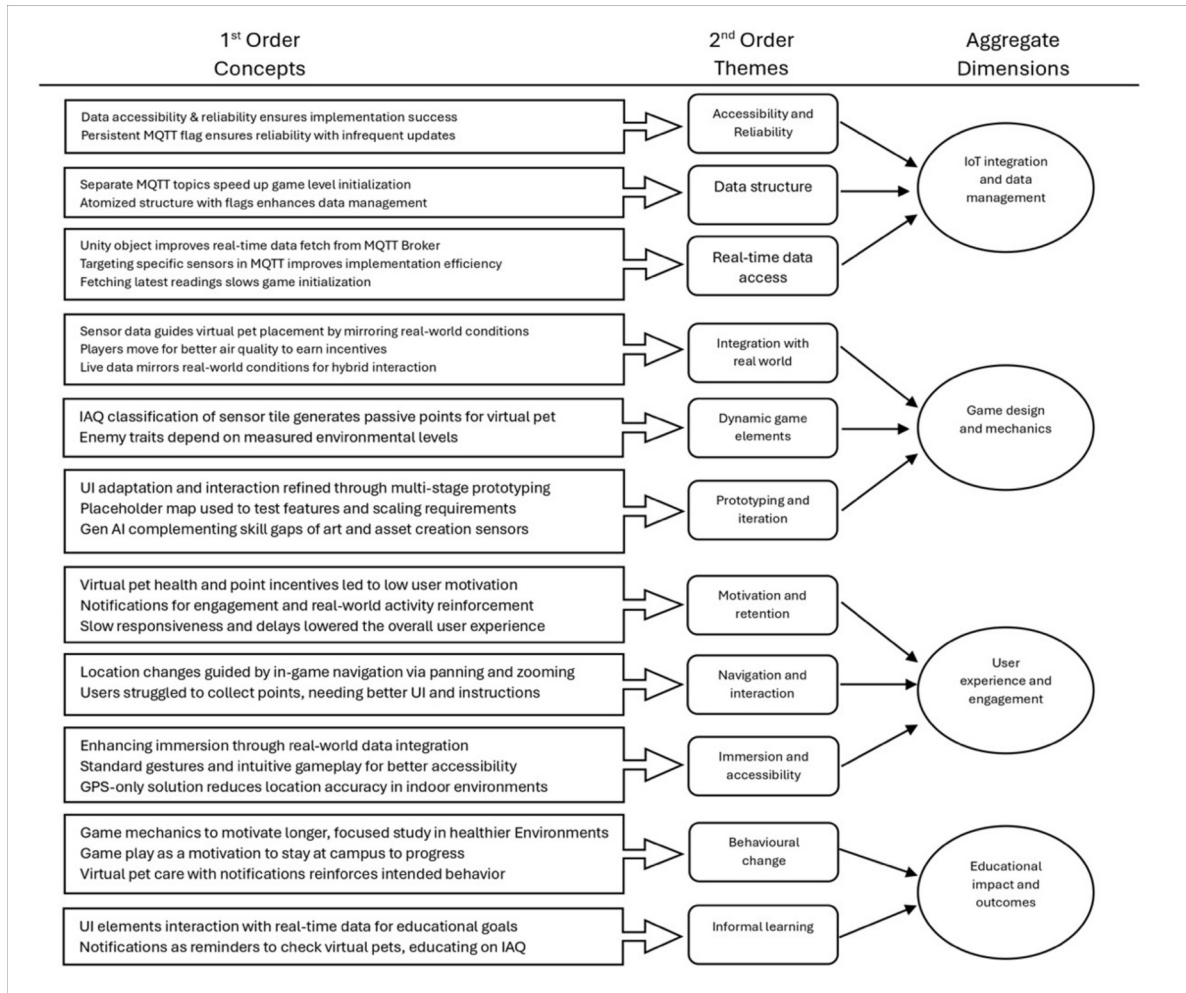 1st Order
Concepts
2nd Order
Themes
Aggregate
Dimensions
Data accessibility & reliability ensures implementation success
Persistent MQTT flag ensures reliability with infrequent updates
Accessibility and
Reliability
Separate MQTT topics speed up game level initialization
Atomized structure with flags enhances data management
Data structure
Unity object improves real-time data fetch from MQTT Broker
Targeting specific sensors in MQTT improves implementation efficiency
Fetching latest readings slows game initialization
Real-time data
access
IoT integration
and data
management
Sensor data guides virtual pet placement by mirroring real-world conditions
Players move for better air quality to earn incentives
Live data mirrors real-world conditions for hybrid interaction
Integration with
real world
IAQ classification of sensor tile generates passive points for virtual pet
Enemy traits depend on measured environmental levels
Dynamic game
elements
UI adaptation and interaction refined through multi-stage prototyping
Placeholder map used to test features and scaling requirements
Gen AI complementing skill gaps of art and asset creation sensors
Prototyping and
iteration
Game design
and mechanics
Virtual pet health and point incentives led to low user motivation
Notifications for engagement and real-world activity reinforcement
Slow responsiveness and delays lowered the overall user experience
Motivation and
retention
Location changes guided by in-game navigation via panning and zooming
Users struggled to collect points, needing better UI and instructions
Navigation and
interaction
Enhancing immersion through real-world data integration
Standard gestures and intuitive gameplay for better accessibility
GPS-only solution reduces location accuracy in indoor environments
Immersion and
accessibility
User
experience and
engagement
Game mechanics to motivate longer, focused study in healthier Environments
Game play as a motivation to stay at campus to progress
Virtual pet care with notifications reinforces intended behavior
Behavioural
change
UI elements interaction with real-time data for educational goals
Notifications as reminders to check virtual pets, educating on IAQ
Informal learning
Educational
impact and
outcomes